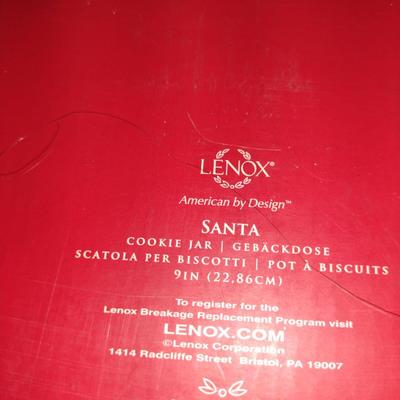 LENOX®
American by Design™
SANTA
COOKIE JAR | GEBÄCKDOSE
SCATOLA PER BISCOTTI | POT À BISCUITS
9IN (22,86CM)
To register for the
Lenox Breakage Replacement Program visit
LENOX.COM
©Lenox Corporation
1414 Radcliffe Street Bristol, PA 19007